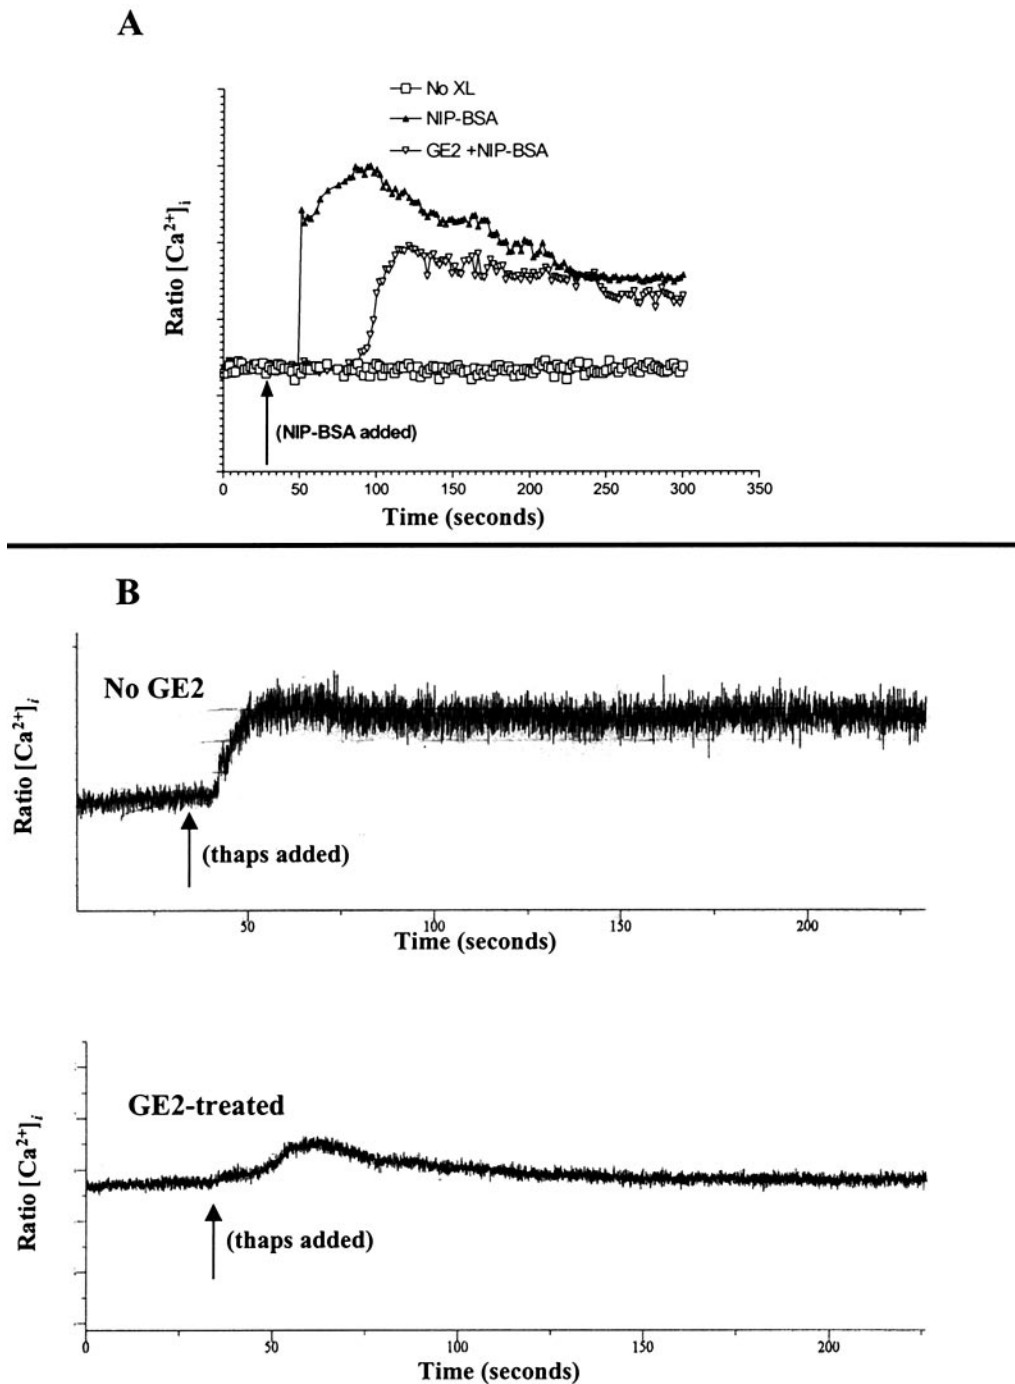 A
No XL
NIP-BSA
GE2 +NIP-BSA
Ratio [Ca²⁺]i
(NIP-BSA added)
0 50 100 150 200 250 300 350
Time (seconds)
B
No GE2
Ratio [Ca²⁺]i
(thaps added)
50 100 150 200
Time (seconds)
GE2-treated
Ratio [Ca²⁺]i
(thaps added)
0 50 100 150 200
Time (seconds)